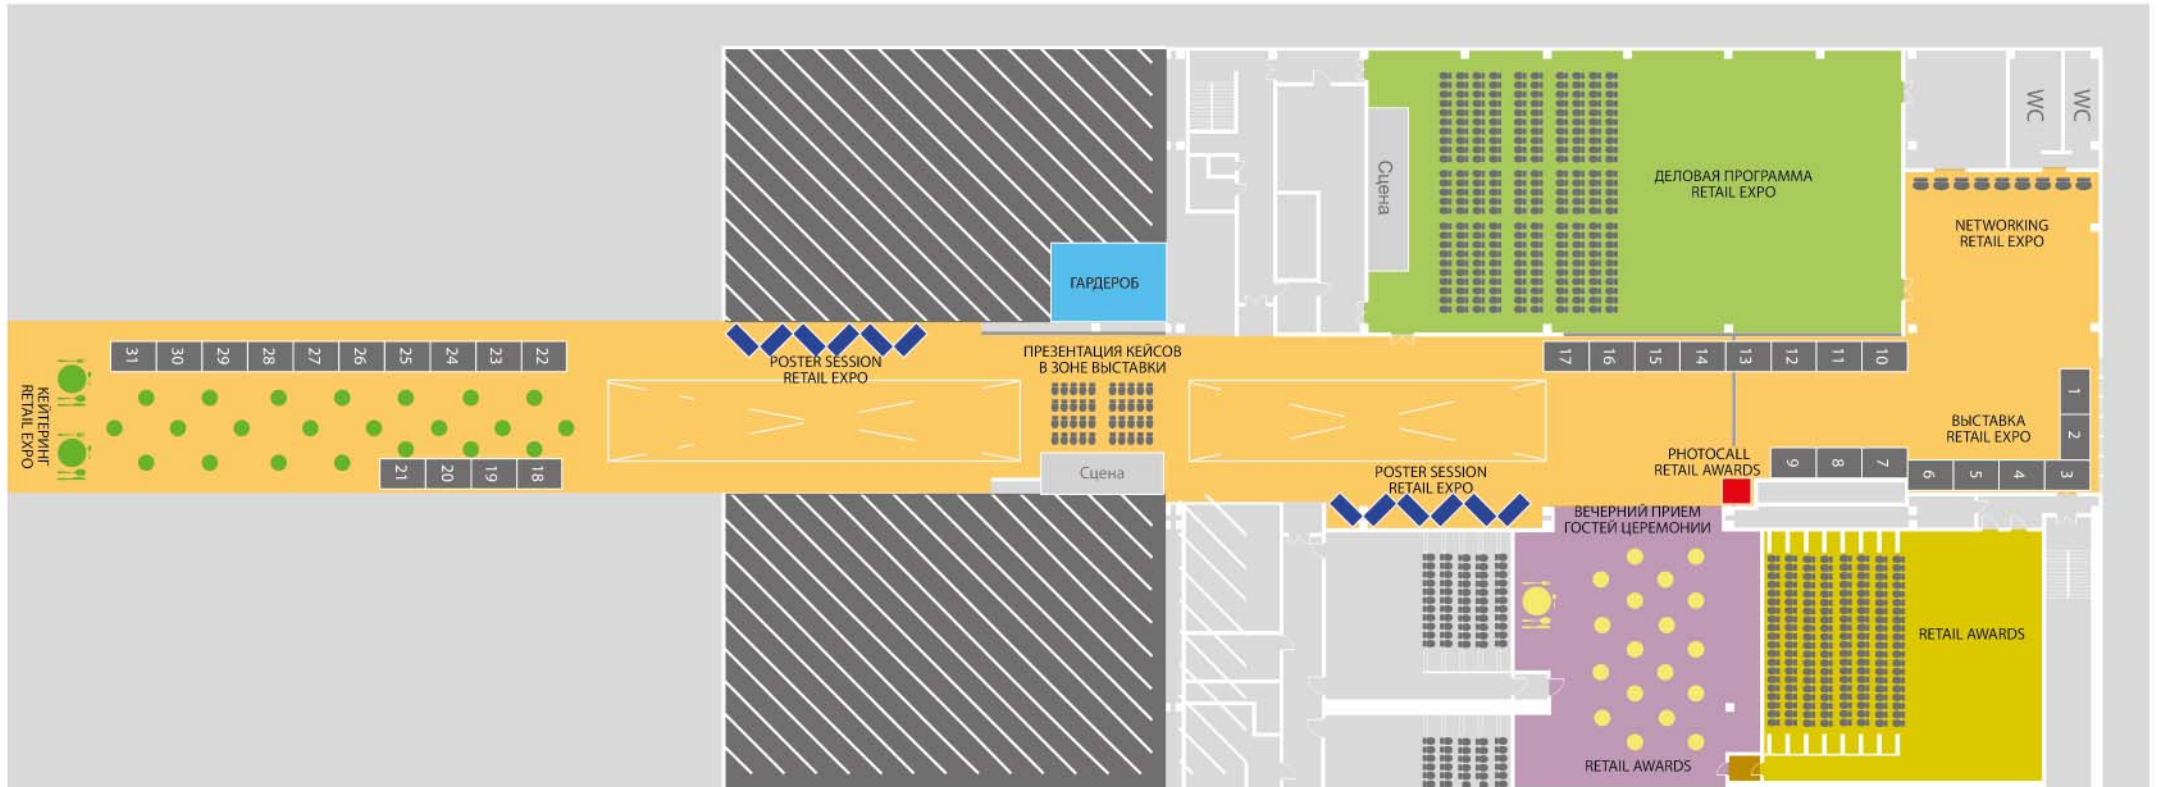 WC
WC
Сцена
ДЕЛОВАЯ ПРОГРАММА
RETAIL EXPO
NETWORKING
RETAIL EXPO
ГАРДЕРОБ
31
30
29
28
27
26
25
24
23
22
POSTER SESSION
RETAIL EXPO
ПРЕЗЕНТАЦИЯ КЕЙСОВ
В ЗОНЕ ВЫСТАВКИ
17
16
15
14
13
12
11
10
1
2
КЕЙТЕРИНГ
RETAIL EXPO
ВЫСТАВКА
RETAIL EXPO
21
20
19
18
Сцена
POSTER SESSION
RETAIL EXPO
PHOTOCALL
RETAIL AWARDS
9
8
7
6
5
4
3
ВЕЧЕРНИЙ ПРИЕМ
ГОСТЕЙ ЦЕРЕМОНИИ
RETAIL AWARDS
RETAIL AWARDS